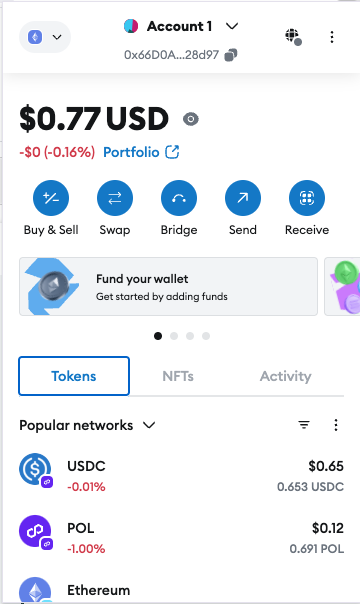 Account 1
0x66D0A...28d97
$0.77 USD
-$0 (-0.16%) Portfolio
Buy & Sell Swap Bridge Send Receive
Fund your wallet
Get started by adding funds
Tokens NFTs Activity
Popular networks
USDC $0.65
-0.01% 0.653 USDC
POL $0.12
-1.00% 0.691 POL
Ethereum